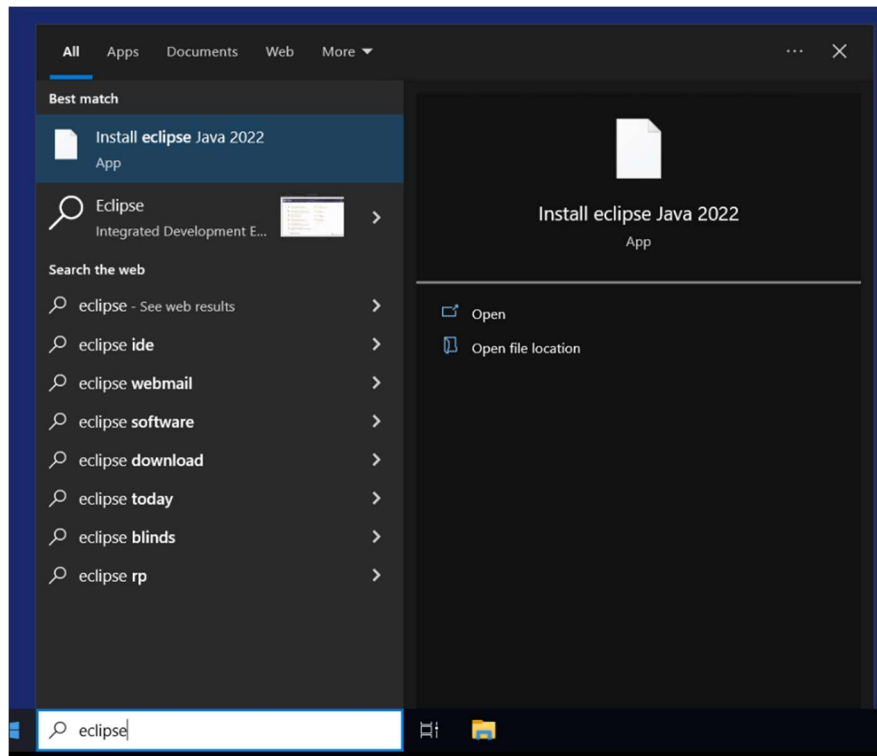 All Apps Documents Web More
Best match
Install eclipse Java 2022
App
Eclipse
Integrated Development E...
Search the web
eclipse - See web results
eclipse ide
eclipse webmail
eclipse software
eclipse download
eclipse today
eclipse blinds
eclipse rp
Install eclipse Java 2022
App
Open
Open file location
eclipse